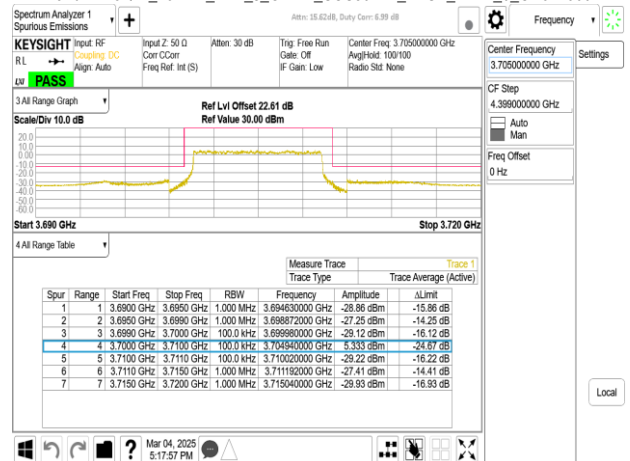 Spectrum Analyzer 1
Spurious Emissions
Attn: 15.62dB, Duty Corr: 6.99 dB
Frequency
KEYSIGHT
Input: RF
Coupling: DC
Align: Auto
Input Z: 50 Ω
Corr CCorr
Freq Ref: Int (S)
Atten: 30 dB
Trig: Free Run
Gate: Off
IF Gain: Low
Center Freq: 3.705000000 GHz
Avg|Hold: 100/100
Radio Std: None
RL
LXI
PASS
Center Frequency
3.705000000 GHz
Settings
CF Step
4.399000000 GHz
Auto
Man
Freq Offset
0 Hz
3 All Range Graph
Ref Lvl Offset 22.61 dB
Scale/Div 10.0 dB
Ref Value 30.00 dBm
20.0
10.0
0.00
-10.0
-20.0
-30.0
-40.0
-50.0
-60.0
Start 3.690 GHz
Stop 3.720 GHz
4 All Range Table
Measure Trace Trace 1
Trace Type Trace Average (Active)
Spur Range Start Freq Stop Freq RBW Frequency Amplitude ΔLimit
1 1 3.6900 GHz 3.6950 GHz 1.000 MHz 3.694630000 GHz -28.86 dBm -15.86 dB
2 2 3.6950 GHz 3.6990 GHz 1.000 MHz 3.698872000 GHz -27.25 dBm -14.25 dB
3 3 3.6990 GHz 3.7000 GHz 100.0 kHz 3.699980000 GHz -29.12 dBm -16.12 dB
4 4 3.7000 GHz 3.7100 GHz 100.0 kHz 3.704940000 GHz 5.333 dBm -24.67 dB
5 5 3.7100 GHz 3.7110 GHz 100.0 kHz 3.710020000 GHz -29.22 dBm -16.22 dB
6 6 3.7110 GHz 3.7150 GHz 1.000 MHz 3.711192000 GHz -27.41 dBm -14.41 dB
7 7 3.7150 GHz 3.7200 GHz 1.000 MHz 3.715040000 GHz -29.93 dBm -16.93 dB
Local
Mar 04, 2025
5:17:57 PM